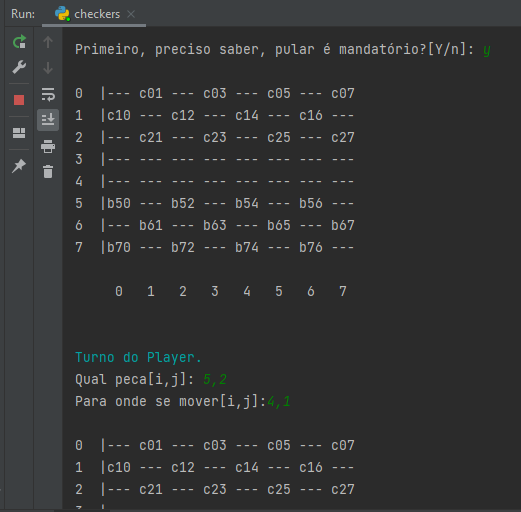 Run: checkers
Primeiro, preciso saber, pular é mandatório?[Y/n]: y
0 |--- c01 --- c03 --- c05 --- c07
1 |c10 --- c12 --- c14 --- c16 ---
2 |--- c21 --- c23 --- c25 --- c27
3 |--- --- --- --- --- --- --- ---
4 |--- --- --- --- --- --- --- ---
5 |b50 --- b52 --- b54 --- b56 ---
6 |--- b61 --- b63 --- b65 --- b67
7 |b70 --- b72 --- b74 --- b76 ---
0 1 2 3 4 5 6 7
Turno do Player.
Qual peca[i,j]: 5,2
Para onde se mover[i,j]:4,1
0 |--- c01 --- c03 --- c05 --- c07
1 |c10 --- c12 --- c14 --- c16 ---
2 |--- c21 --- c23 --- c25 --- c27